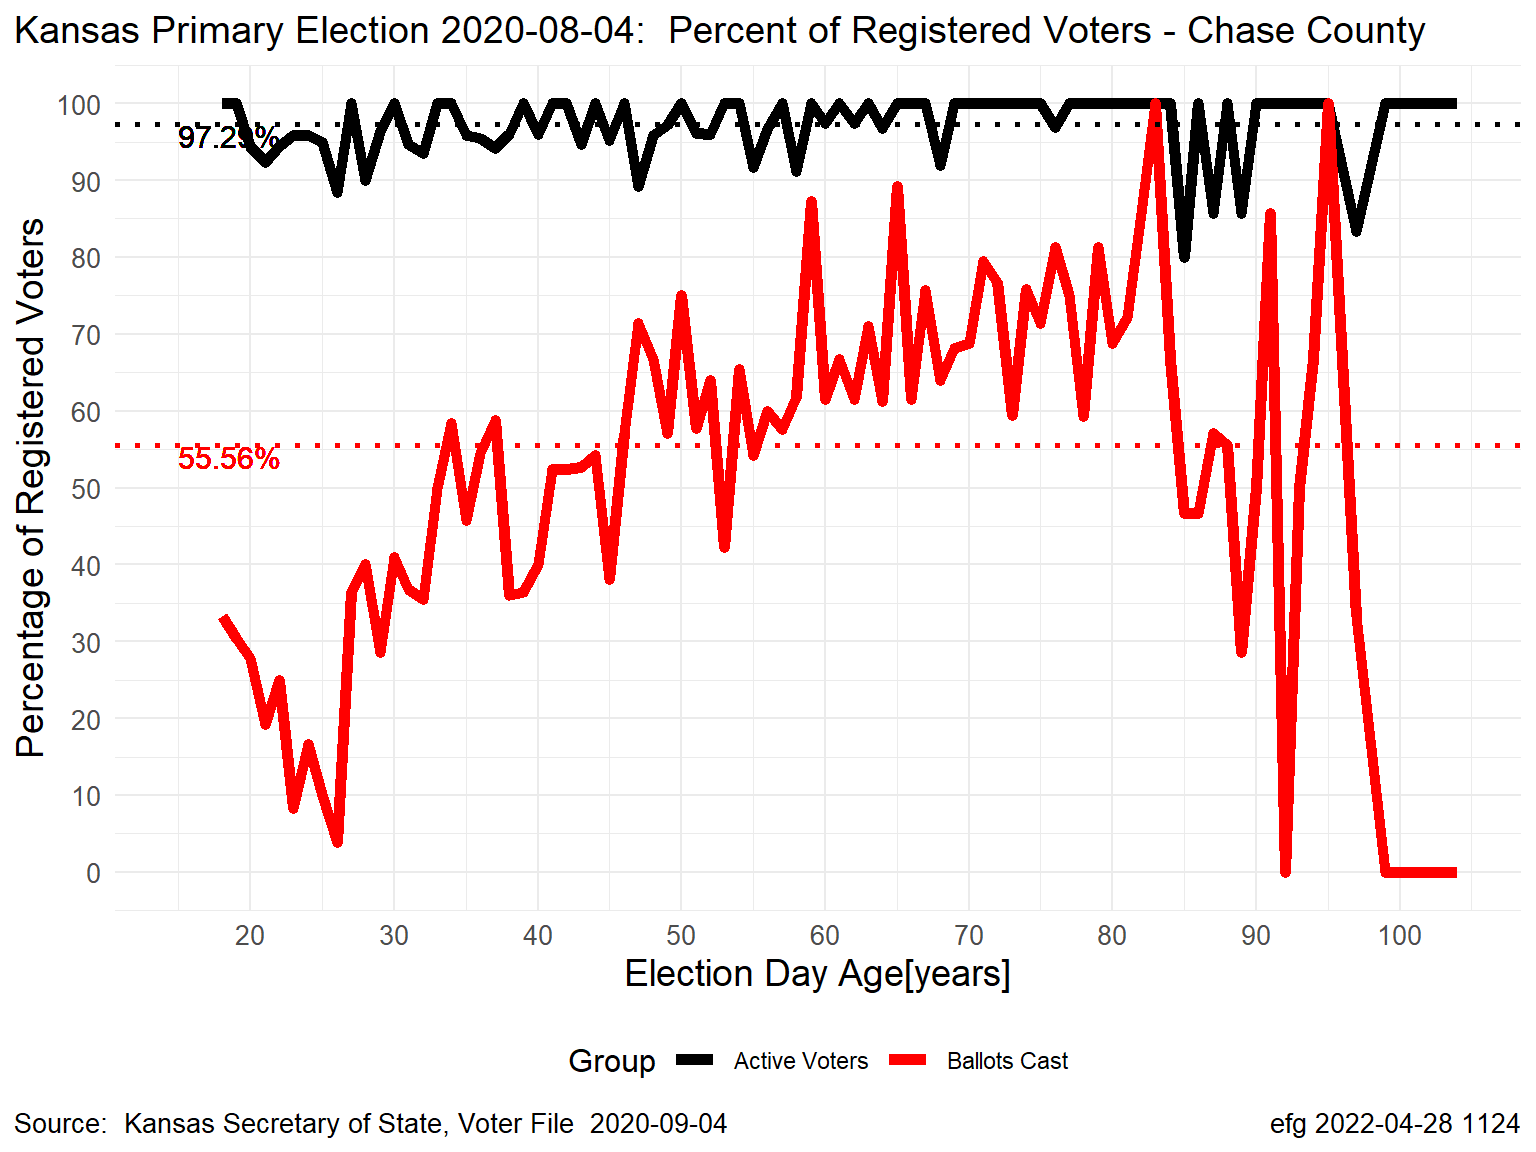 Kansas Primary Election 2020-08-04:  Percent of Registered Voters - Chase County
Percentage of Registered Voters
100
90
80
70
60
50
40
30
20
10
0
97.29%
55.56%
20 30 40 50 60 70 80 90 100
Election Day Age[years]
Group Active Voters Ballots Cast
Source:  Kansas Secretary of State, Voter File  2020-09-04
efg 2022-04-28 1124